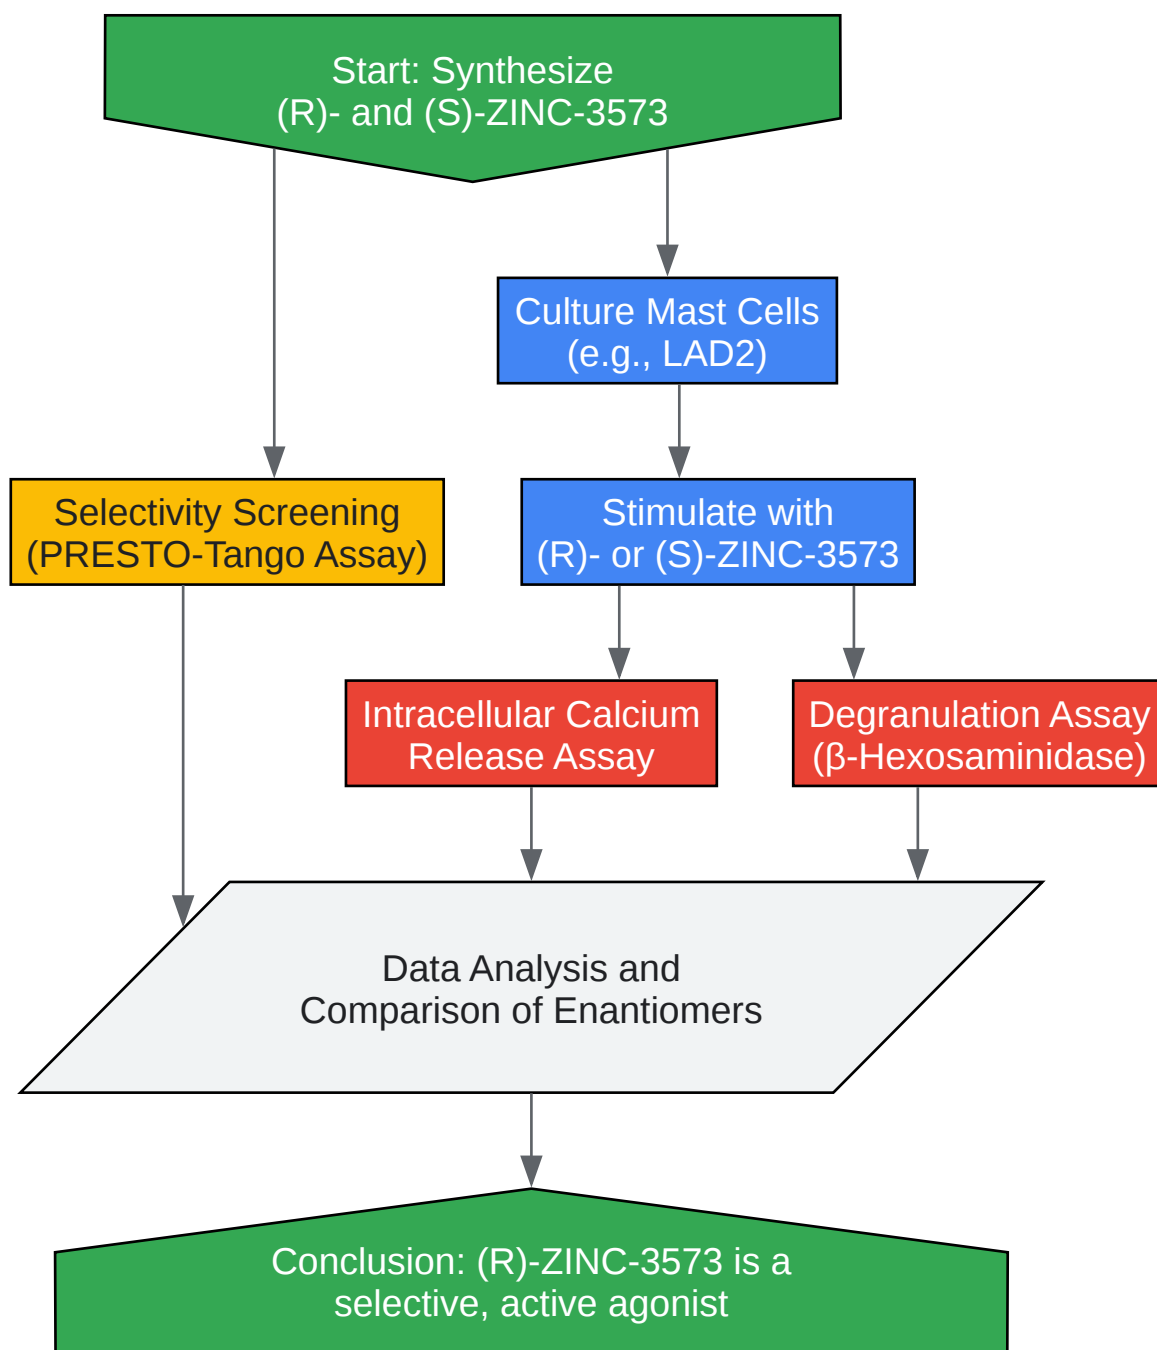 Start: Synthesize
(R)- and (S)-ZINC-3573
Culture Mast Cells
(e.g., LAD2)
Selectivity Screening
(PRESTO-Tango Assay)
Stimulate with
(R)- or (S)-ZINC-3573
Intracellular Calcium
Release Assay
Degranulation Assay
(β-Hexosaminidase)
Data Analysis and
Comparison of Enantiomers
Conclusion: (R)-ZINC-3573 is a
selective, active agonist